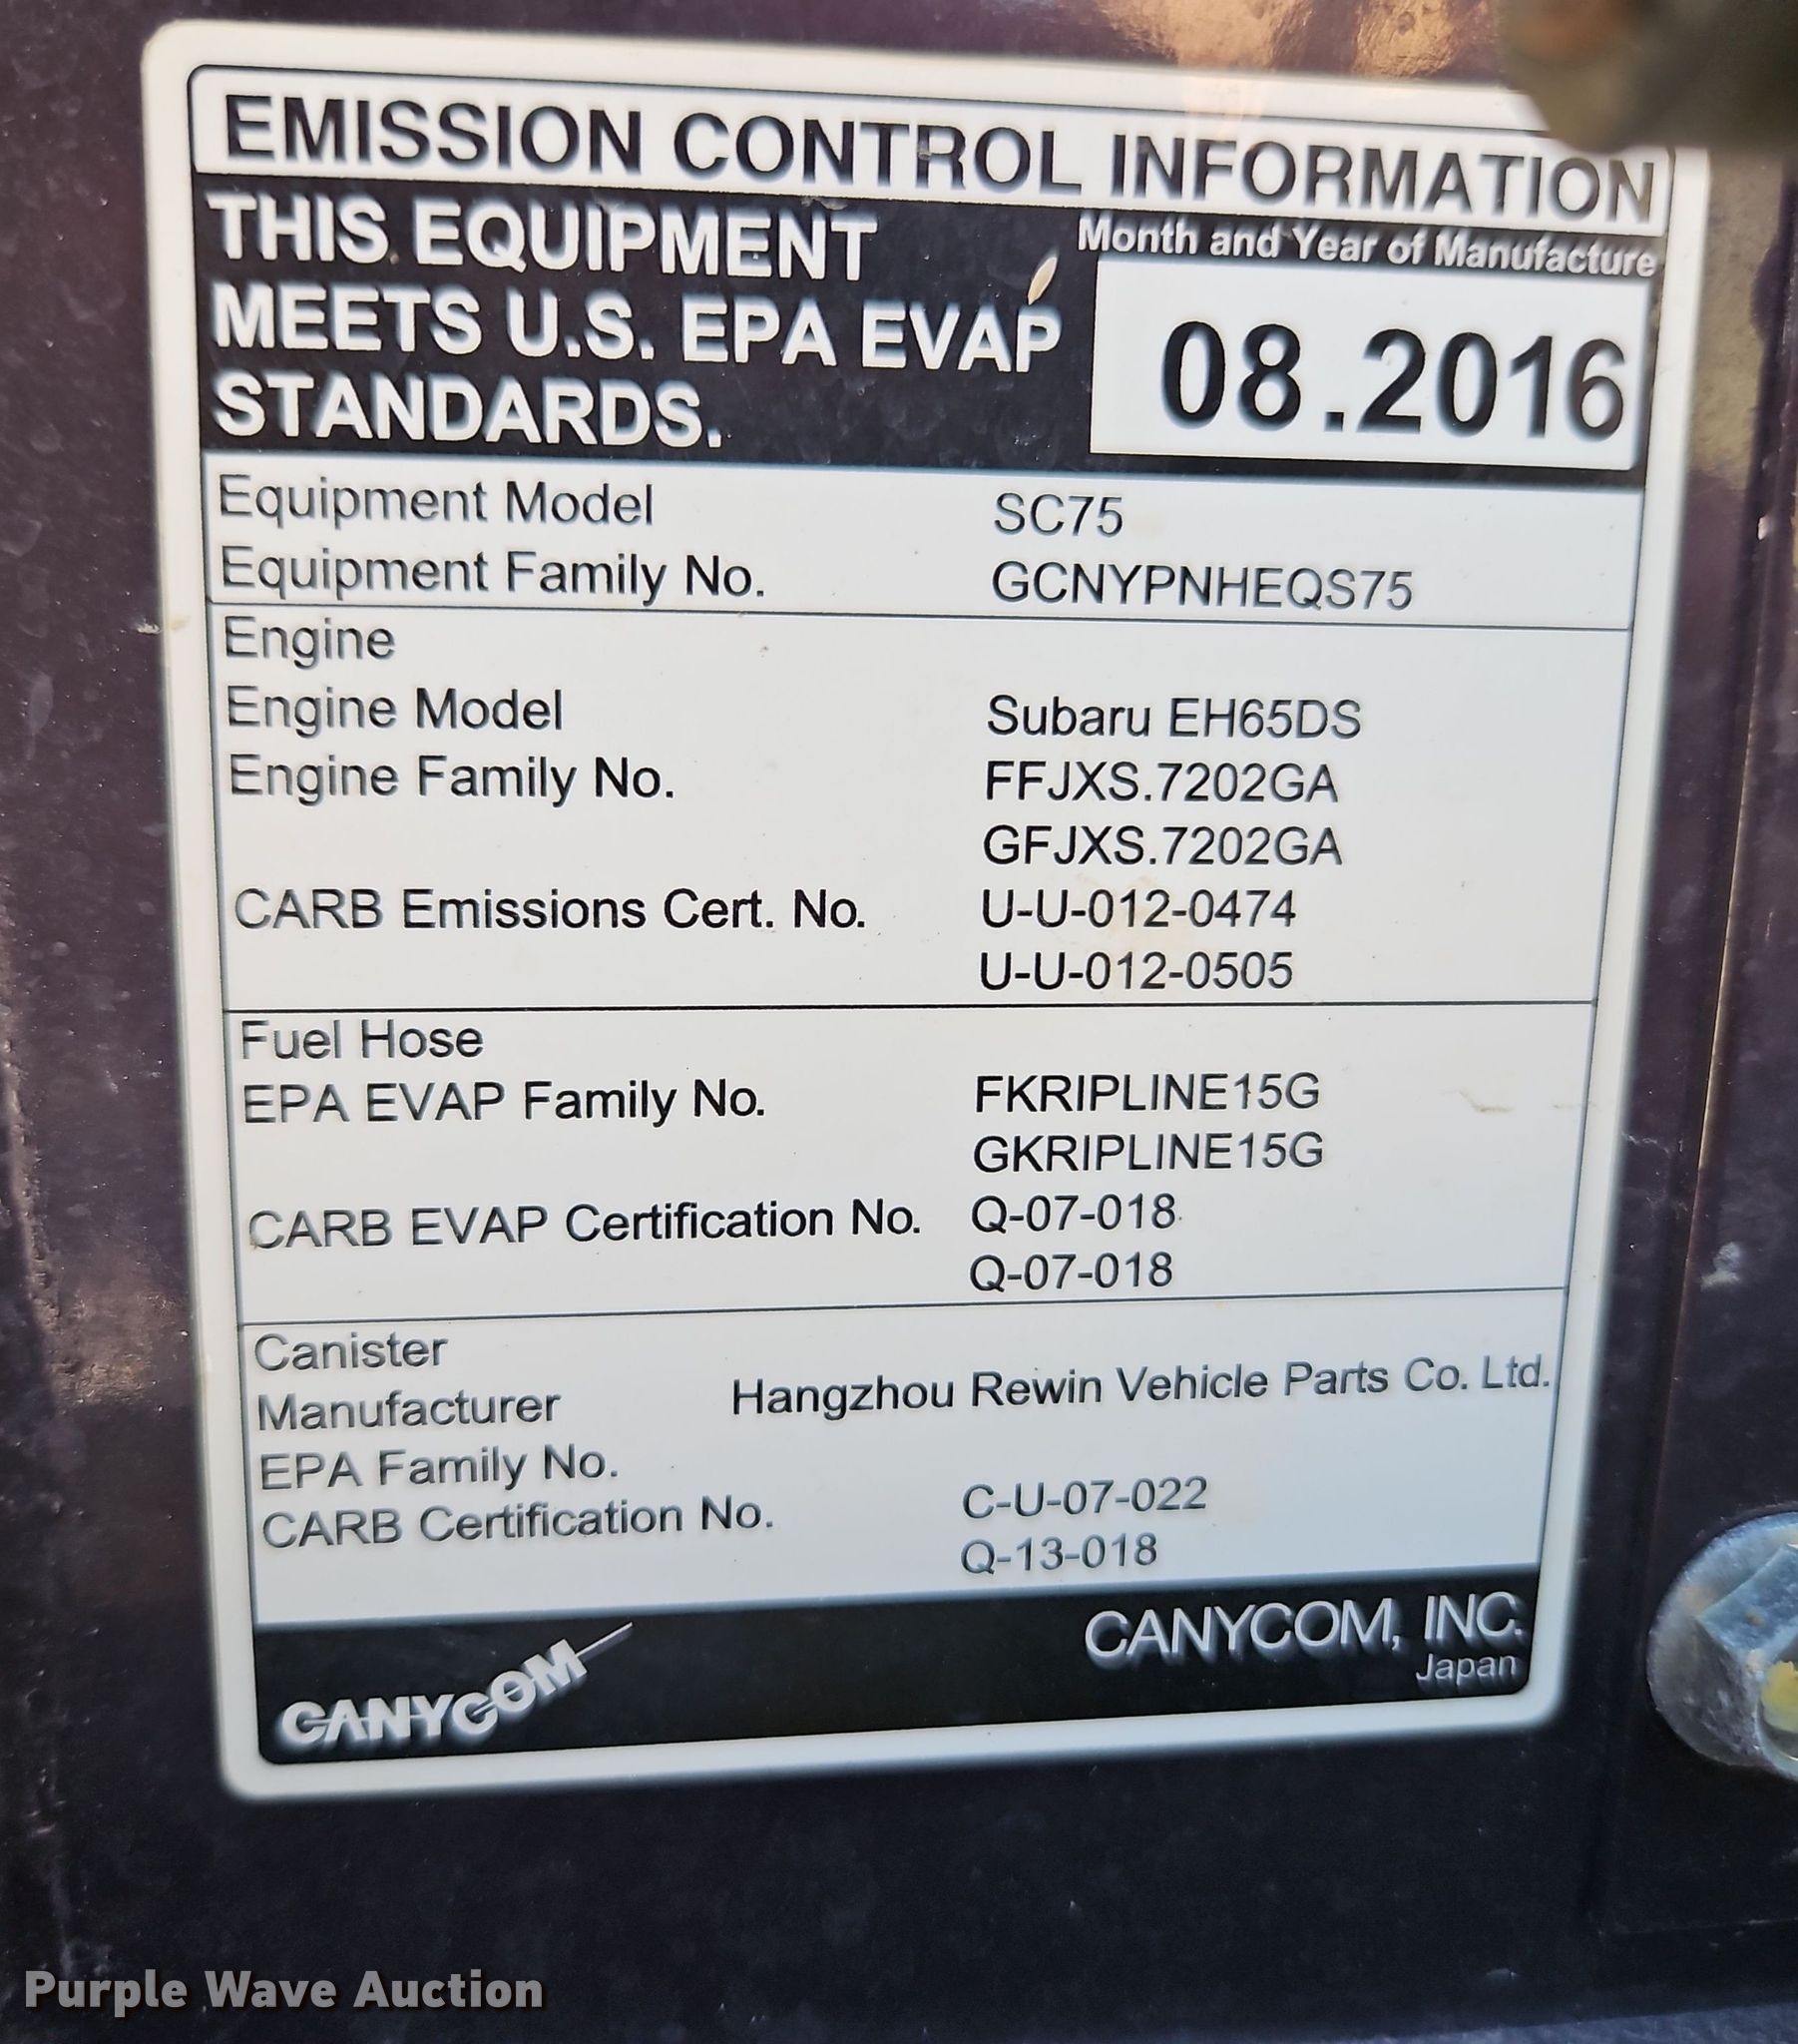 EMISSION CONTROL INFORMATION
THIS EQUIPMENT
MEETS U.S. EPA EVAP
STANDARDS.
Month and Year of Manufacture
08.2016
Equipment Model SC75
Equipment Family No. GCNYPNHEQS75
Engine
Engine Model Subaru EH65DS
Engine Family No. FFJXS.7202GA
GFJXS.7202GA
CARB Emissions Cert. No. U-U-012-0474
U-U-012-0505
Fuel Hose
EPA EVAP Family No. FKRIPLINE15G
GKRIPLINE15G
CARB EVAP Certification No. Q-07-018
Q-07-018
Canister
Manufacturer Hangzhou Rewin Vehicle Parts Co. Ltd.
EPA Family No.
CARB Certification No. C-U-07-022
Q-13-018
CANYCOM
CANYCOM, INC.
Japan
Purple Wave Auction